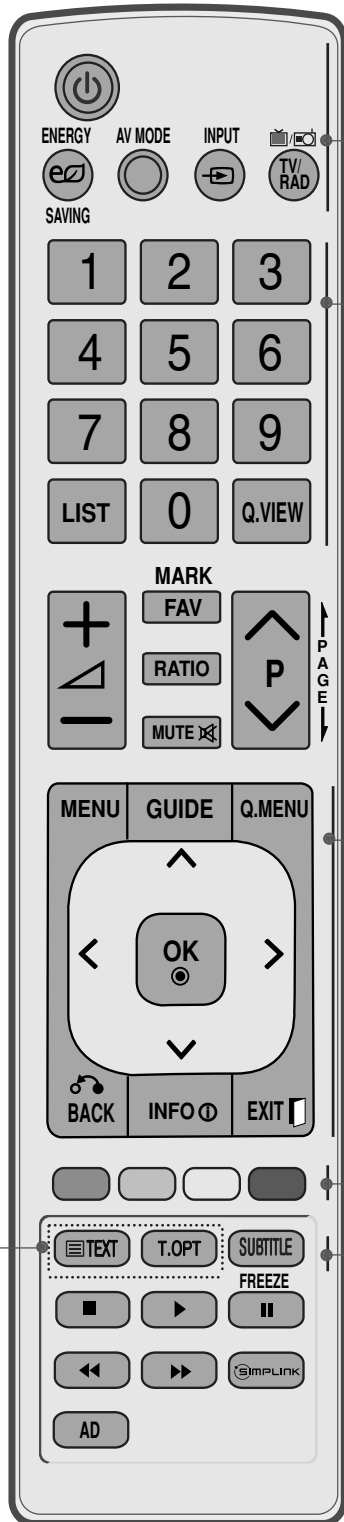 ENERGY AV MODE INPUT
TV/
RAD
SAVING
1 2 3
4 5 6
7 8 9
LIST 0 Q.VIEW
MARK
FAV
RATIO P
MUTE
PAGE
MENU GUIDE Q.MENU
OK
BACK INFO EXIT
TEXT T.OPT SUBTITLE
FREEZE
SIMPLINK
AD